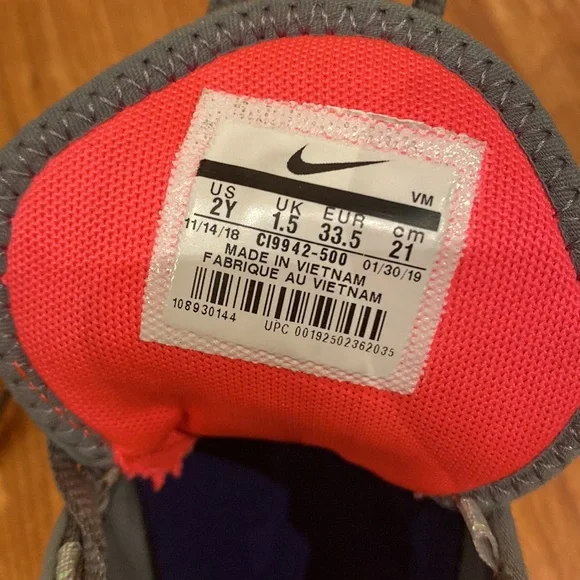 VM
US UK EUR cm
2Y 1.5 33.5 21
11/14/18 CI9942-500 01/30/19
MADE IN VIETNAM
FABRIQUE AU VIETNAM
108930144
UPC 00192502362035